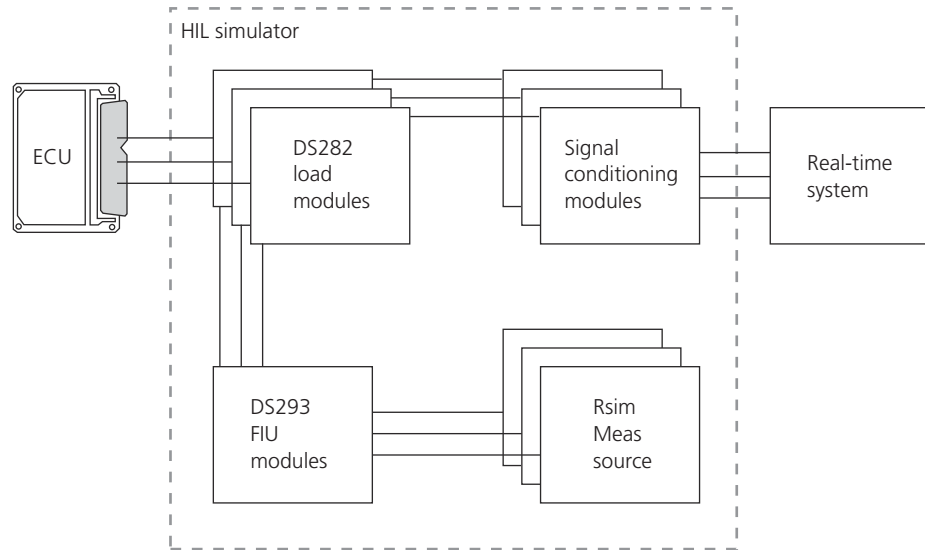 HIL simulator
ECU
DS282
load
modules
Signal
conditioning
modules
Real-time
system
DS293
FIU
modules
Rsim
Meas
source